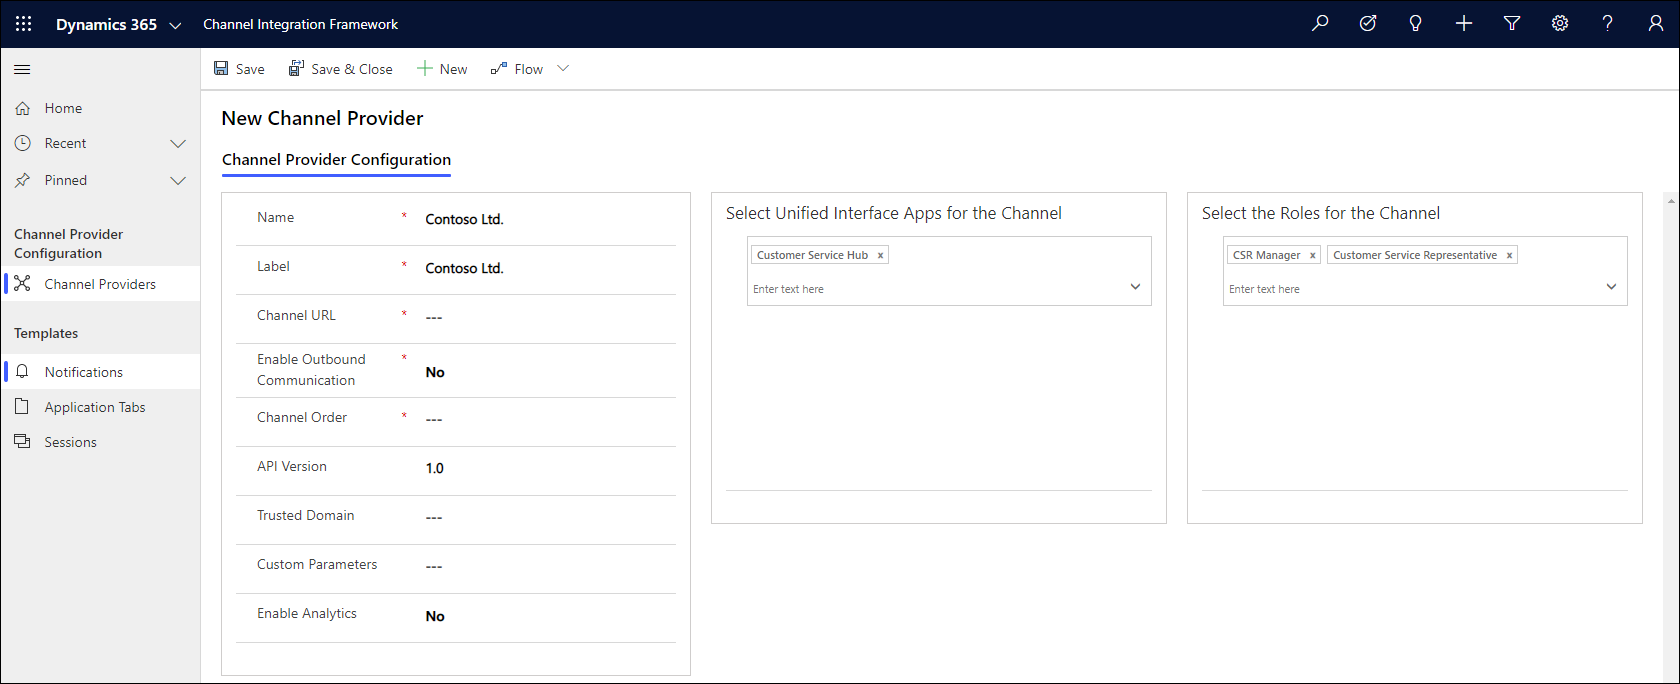 Dynamics 365
Channel Integration Framework
Save
Save & Close
New
Flow
Home
Recent
Pinned
Channel Provider
Configuration
Channel Providers
Templates
Notifications
Application Tabs
Sessions
New Channel Provider
Channel Provider Configuration
Name * Contoso Ltd.
Label * Contoso Ltd.
Channel URL * ---
Enable Outbound
Communication * No
Channel Order * ---
API Version 1.0
Trusted Domain ---
Custom Parameters ---
Enable Analytics No
Select Unified Interface Apps for the Channel
Customer Service Hub x
Enter text here
Select the Roles for the Channel
CSR Manager x Customer Service Representative x
Enter text here